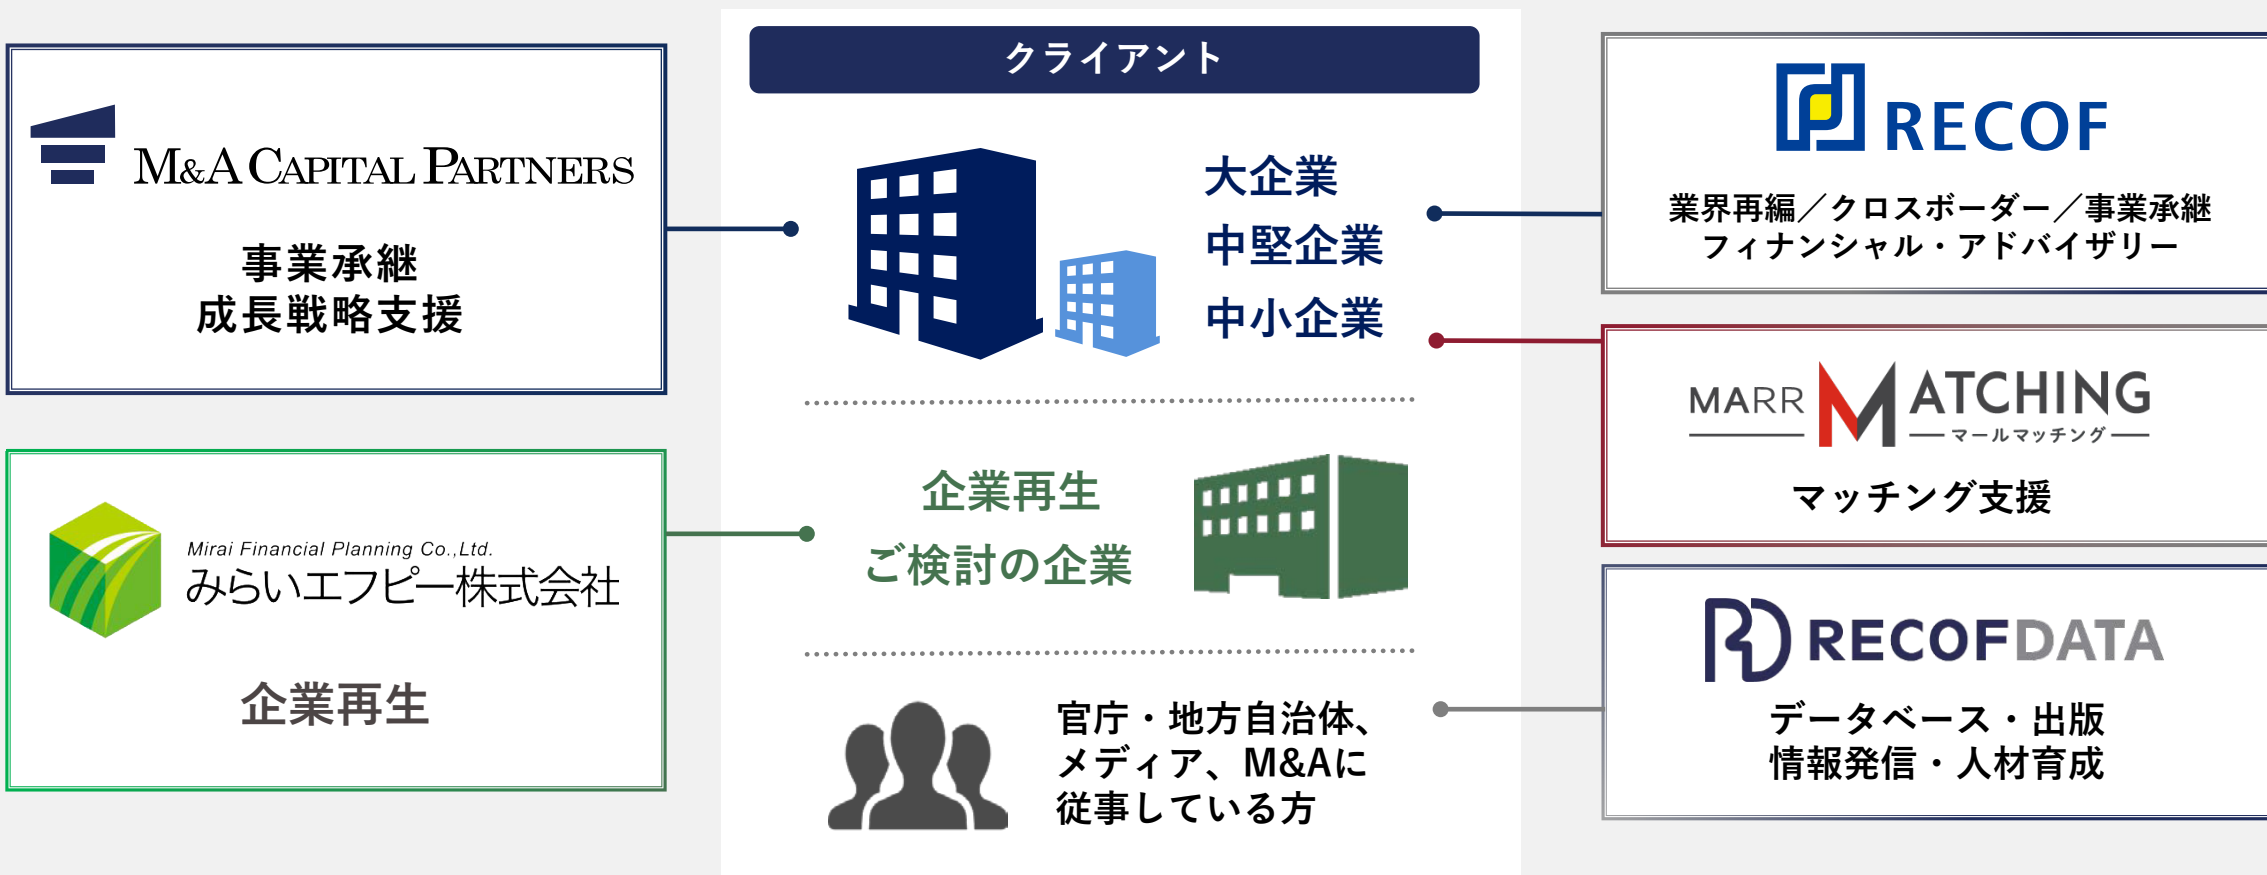 M&A CAPITAL PARTNERS
事業承継
成長戦略支援
Mirai Financial Planning Co.,Ltd.
みらいエフピー株式会社
企業再生
クライアント
大企業
中堅企業
中小企業
企業再生
ご検討の企業
官庁・地方自治体、
メディア、M&Aに
従事している方
RECOF
業界再編／クロスボーダー／事業承継
フィナンシャル・アドバイザリー
MARR MATCHING
マールマッチング
マッチング支援
RECOFDATA
データベース・出版
情報発信・人材育成